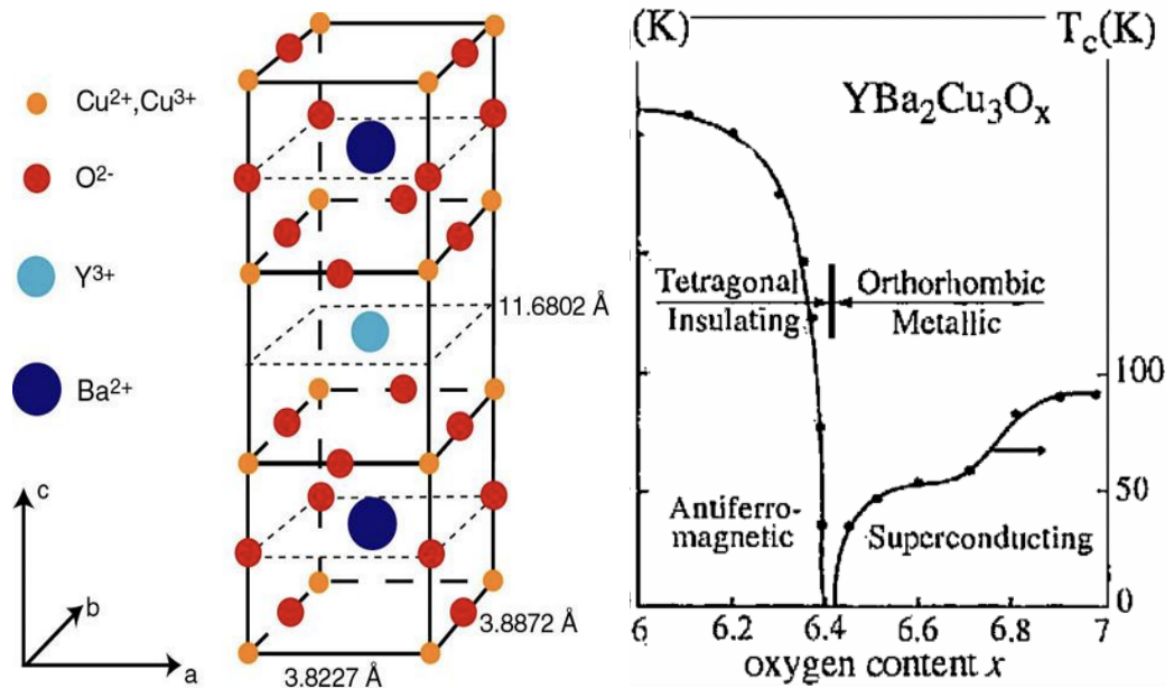 Cu²⁺,Cu³⁺
O²⁻
Y³⁺
Ba²⁺
c
b
a
11.6802 Å
3.8872 Å
3.8227 Å
(K)
T_c(K)
YBa₂Cu₃Oₓ
Tetragonal
Insulating
Orthorhombic
Metallic
Antiferro-
magnetic
Superconducting
100
50
0
6 6.2 6.4 6.6 6.8 7
oxygen content x